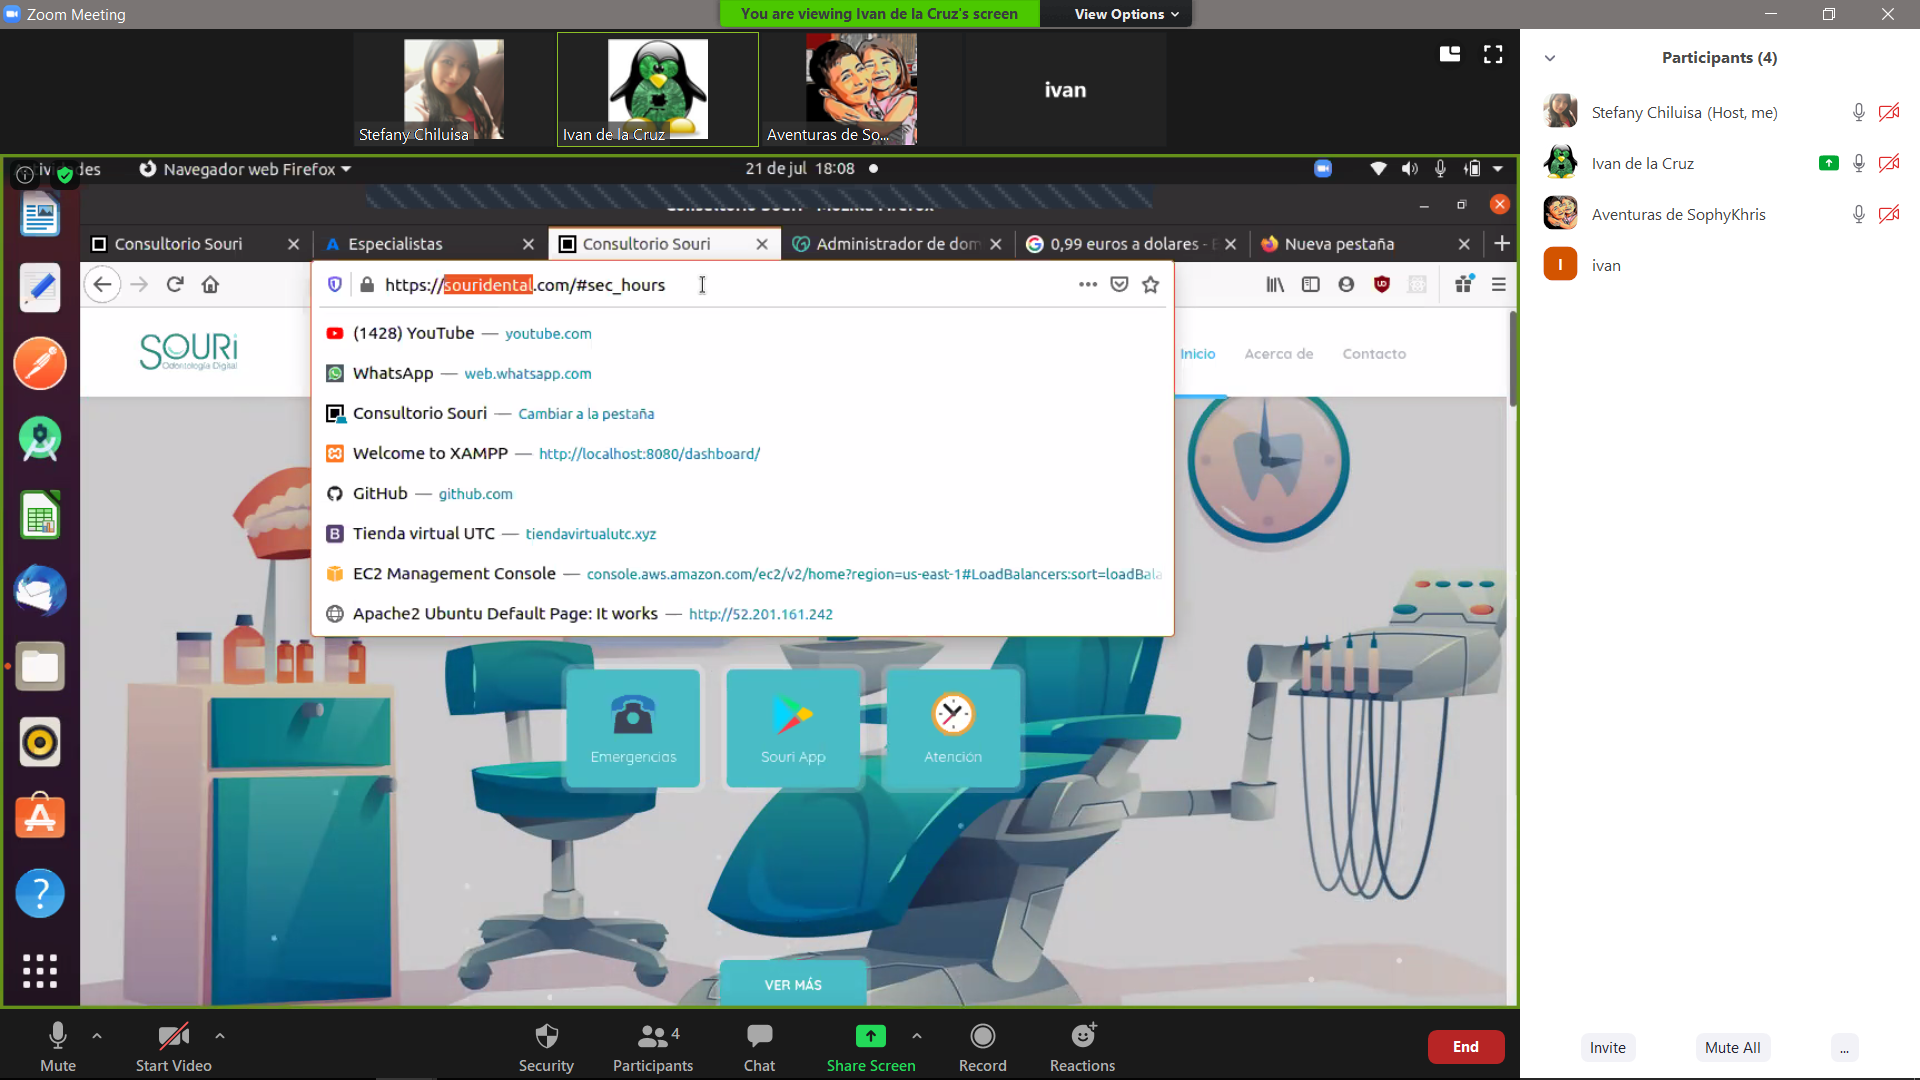 Zoom Meeting
You are viewing Ivan de la Cruz's screen
View Options
Stefany Chiluisa
Ivan de la Cruz
Aventuras de So...
ivan
Participants (4)
Stefany Chiluisa (Host, me)
Ivan de la Cruz
Aventuras de SophyKhris
I
ivan
des
Navegador web Firefox
21 de jul 18:08
Consultorio Souri
Especialistas
Consultorio Souri
Administrador de dom
0,99 euros a dolares -
Nueva pestaña
https://souridental.com/#sec_hours
(1428) YouTube — youtube.com
WhatsApp — web.whatsapp.com
Consultorio Souri — Cambiar a la pestaña
Welcome to XAMPP — http://localhost:8080/dashboard/
GitHub — github.com
Tienda virtual UTC — tiendavirtualutc.xyz
EC2 Management Console — console.aws.amazon.com/ec2/v2/home?region=us-east-1#LoadBalancers:sort=loadBala
Apache2 Ubuntu Default Page: It works — http://52.201.161.242
SOURi
Odontología Digital
Inicio
Acerca de
Contacto
Emergencias
Souri App
Atención
VER MÁS
Mute
Start Video
Security
4
Participants
Chat
Share Screen
Record
Reactions
End
Invite
Mute All
...